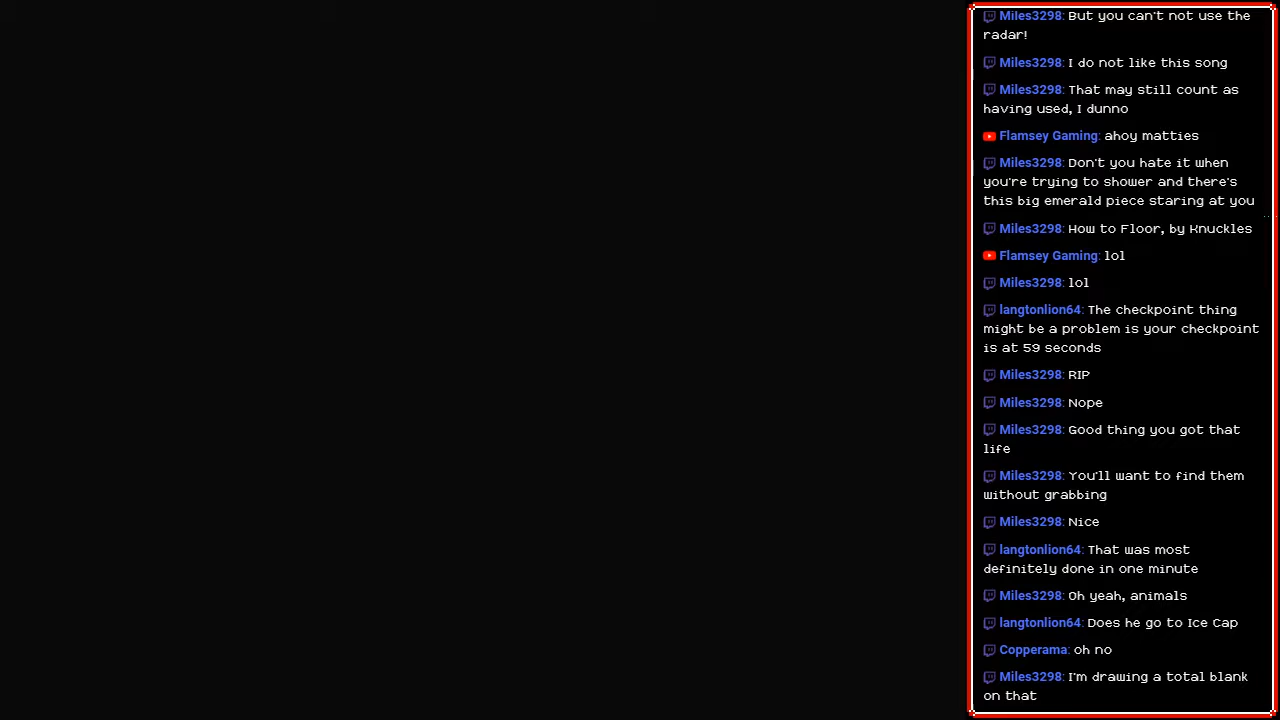 Miles3298: But you can't not use the
radar!
Miles3298: I do not like this song
Miles3298: That may still count as
having used, I dunno
Flamsey Gaming: ahoy matties
Miles3298: Don't you hate it when
you're trying to shower and there's
this big emerald piece staring at you
Miles3298: How to Floor, by Knuckles
Flamsey Gaming: lol
Miles3298: lol
langtonlion64: The checkpoint thing
might be a problem is your checkpoint
is at 59 seconds
Miles3298: RIP
Miles3298: Nope
Miles3298: Good thing you got that
life
Miles3298: You'll want to find them
without grabbing
Miles3298: Nice
langtonlion64: That was most
definitely done in one minute
Miles3298: Oh yeah, animals
langtonlion64: Does he go to Ice Cap
Copperama: oh no
Miles3298: I'm drawing a total blank
on that